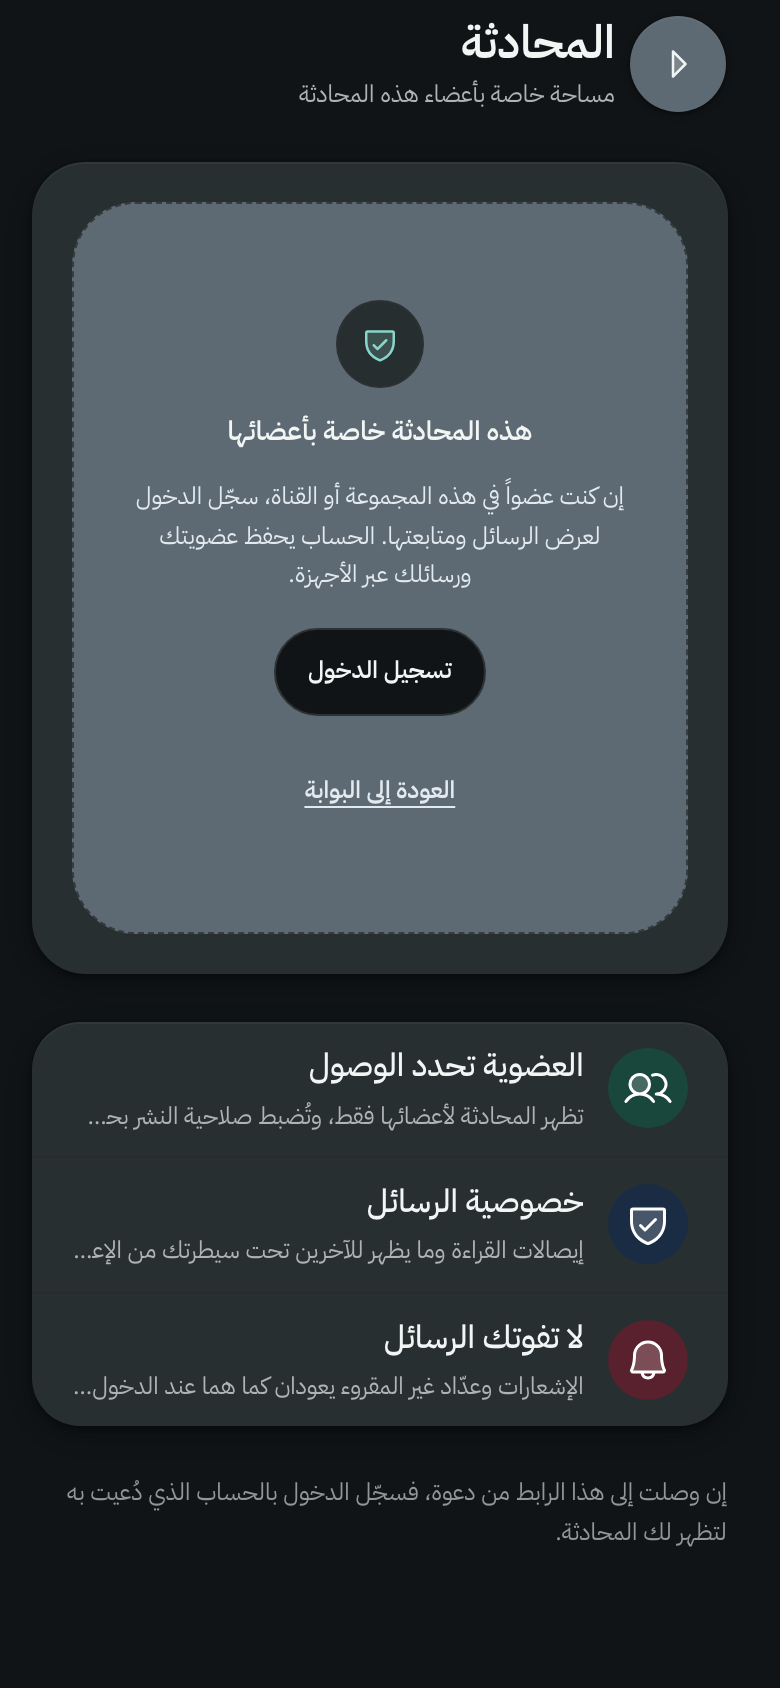 المحادثة
مساحة خاصة بأعضاء هذه المحادثة
هذه المحادثة خاصة بأعضائها
إن كنت عضواً في هذه المجموعة أو القناة، سجّل الدخول
لعرض الرسائل ومتابعتها. الحساب يحفظ عضويتك
ورسائلك عبر الأجهزة.
تسجيل الدخول
العودة إلى البوابة
العضوية تحدد الوصول
تظهر المحادثة لأعضائها فقط، وتُضبط صلاحية النشر بحـ...
خصوصية الرسائل
إيصالات القراءة وما يظهر للآخرين تحت سيطرتك من الإعـ...
لا تفوتك الرسائل
الإشعارات وعدّاد غير المقروء يعودان كما هما عند الدخول...
إن وصلت إلى هذا الرابط من دعوة، فسجّل الدخول بالحساب الذي دُعيت به
لتظهر لك المحادثة.